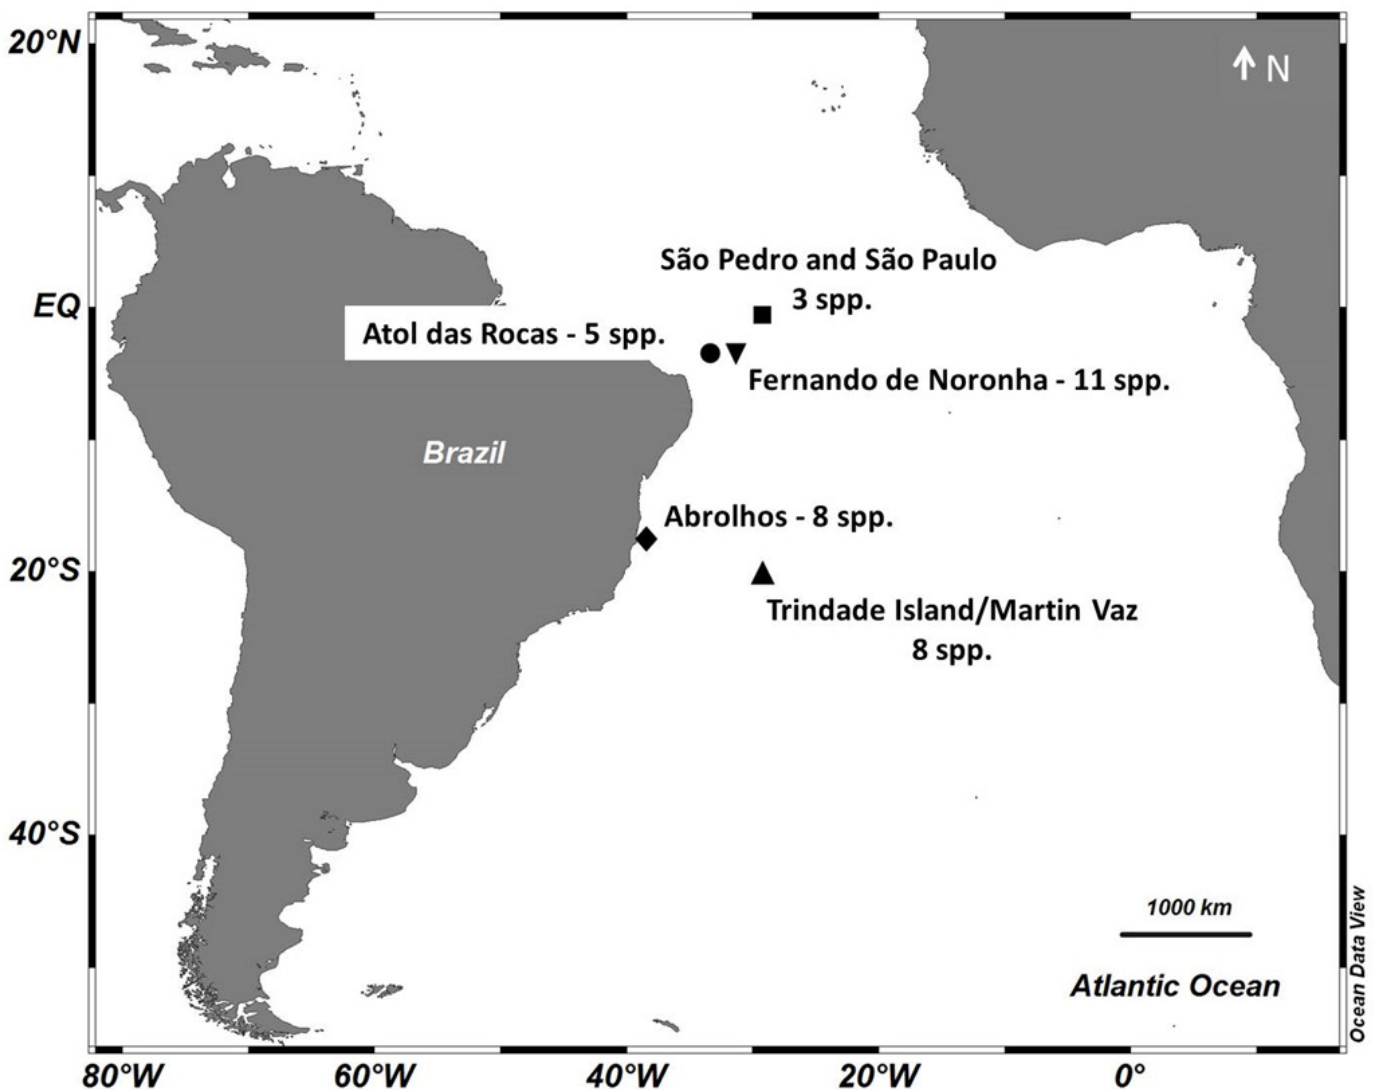 20°N
N
São Pedro and São Paulo
3 spp.
EQ
Atol das Rocas - 5 spp.
Fernando de Noronha - 11 spp.
Brazil
Abrolhos - 8 spp.
20°S
Trindade Island/Martin Vaz
8 spp.
40°S
1000 km
Atlantic Ocean
Ocean Data View
80°W
60°W
40°W
20°W
0°